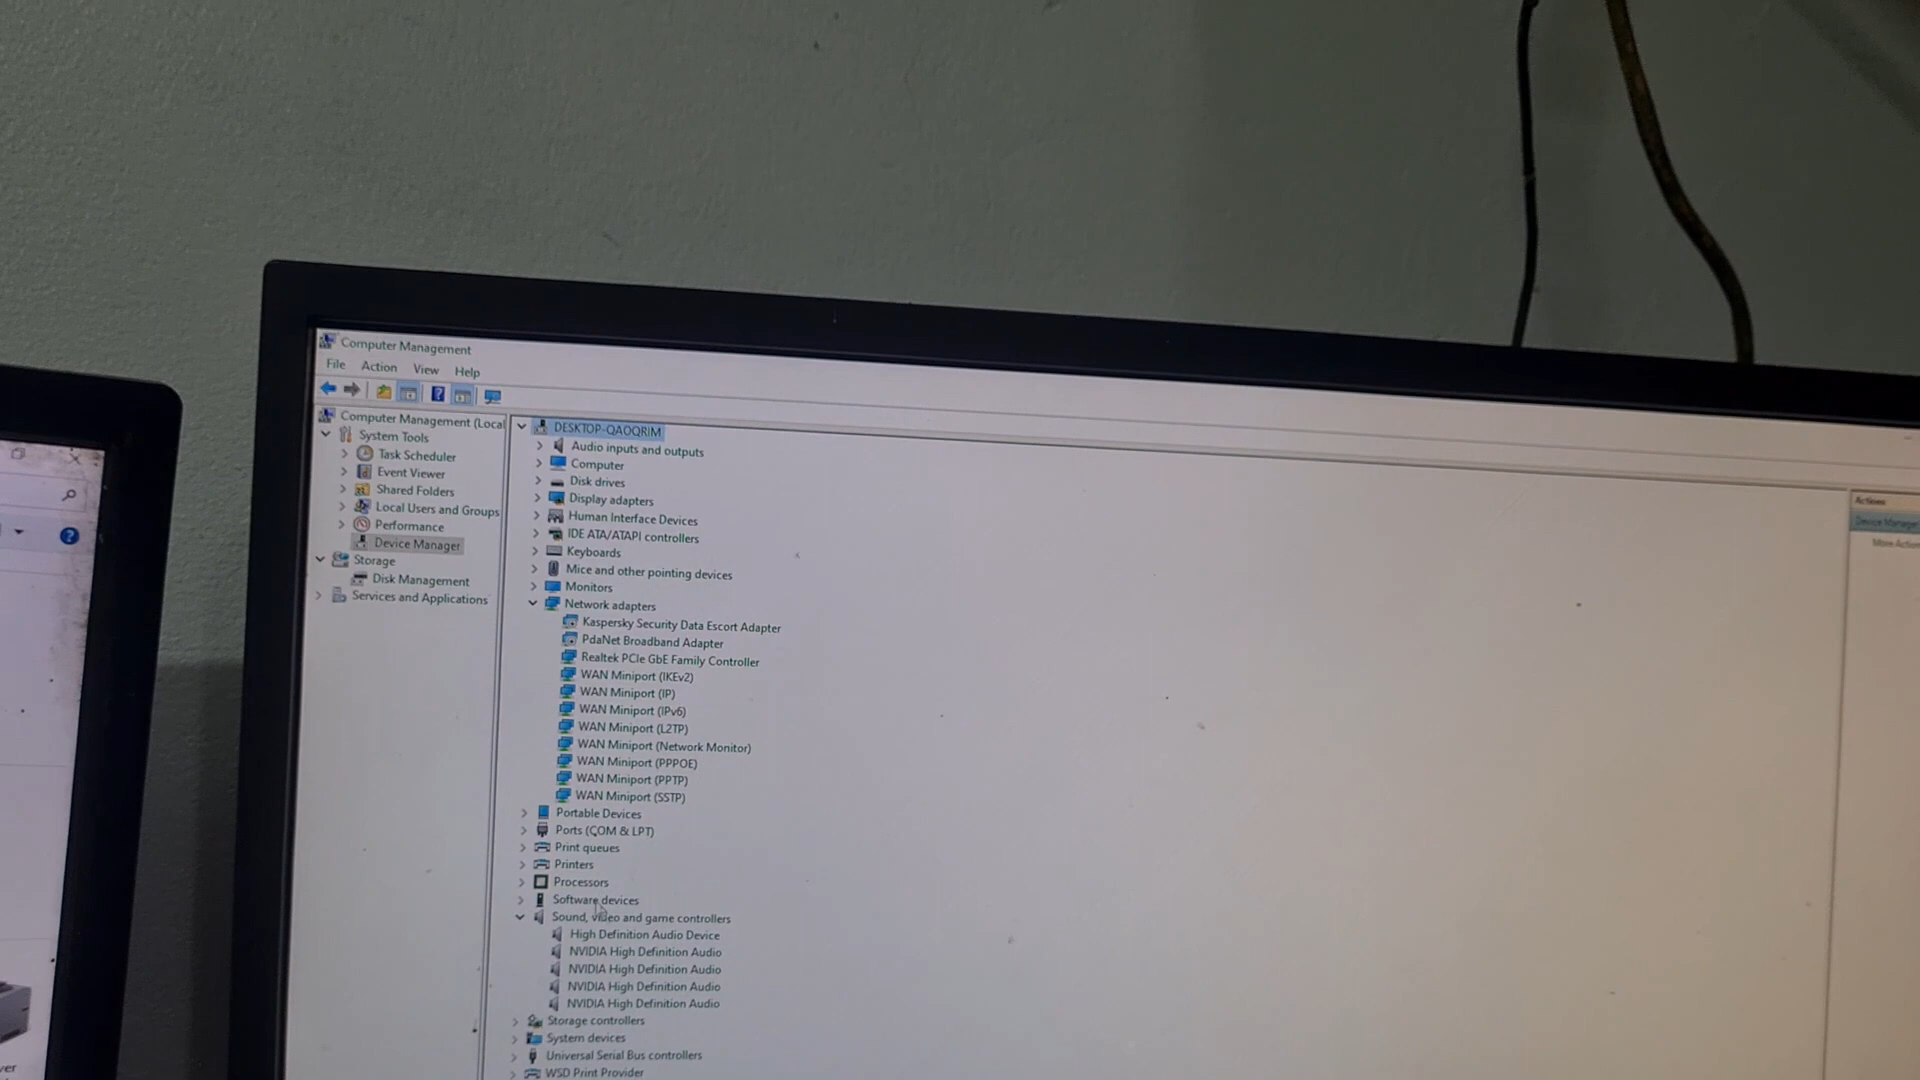 Computer Management
File Action View Help
Computer Management (Local
System Tools
Task Scheduler
Event Viewer
Shared Folders
Local Users and Groups
Performance
Device Manager
Storage
Disk Management
Services and Applications
DESKTOP-QAOQRIM
Audio inputs and outputs
Computer
Disk drives
Display adapters
Human Interface Devices
IDE ATA/ATAPI controllers
Keyboards
Mice and other pointing devices
Monitors
Network adapters
Kaspersky Security Data Escort Adapter
PdaNet Broadband Adapter
Realtek PCIe GbE Family Controller
WAN Miniport (IKEv2)
WAN Miniport (IP)
WAN Miniport (IPv6)
WAN Miniport (L2TP)
WAN Miniport (Network Monitor)
WAN Miniport (PPPOE)
WAN Miniport (PPTP)
WAN Miniport (SSTP)
Portable Devices
Ports (COM & LPT)
Print queues
Printers
Processors
Software devices
Sound, video and game controllers
High Definition Audio Device
NVIDIA High Definition Audio
NVIDIA High Definition Audio
NVIDIA High Definition Audio
NVIDIA High Definition Audio
Storage controllers
System devices
Universal Serial Bus controllers
WSD Print Provider
Actions
Device Manager
More Action